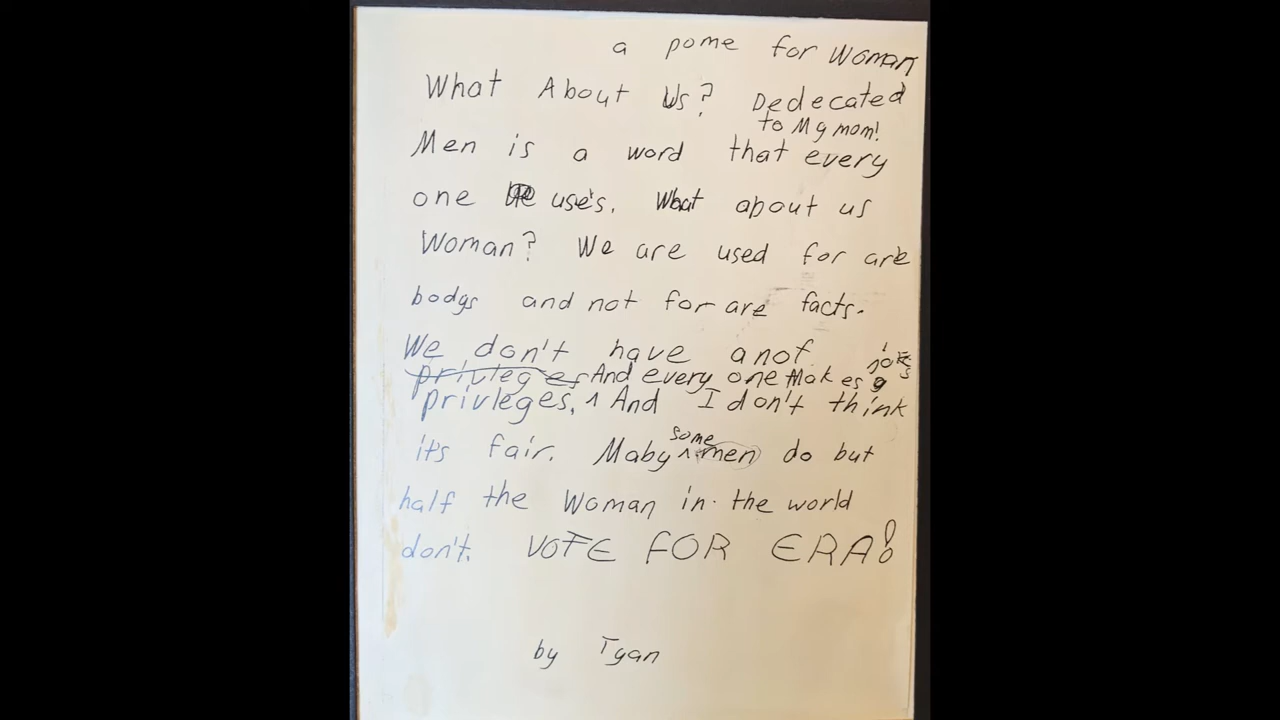 a pome for Woman
What About Us? Dedecated
to My mom!
Men is a word that every
one uses. What about us
Woman? We are used for are
bodys and not for are facts.
We don't have anof
privleges. ^ And every one Makes jokes
And I don't think
it's fair. Maby ^ some men do but
half the Woman in the world
don't. VOTE FOR ERA!
by Tyan